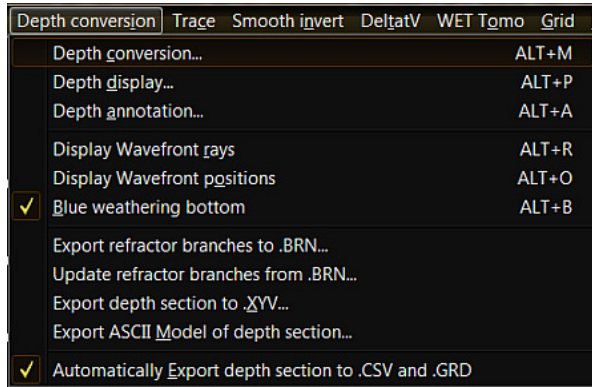 Depth conversion Trace Smooth invert DeltatV WET Tomo Grid
Depth conversion... ALT+M
Depth display... ALT+P
Depth annotation... ALT+A
Display Wavefront rays ALT+R
Display Wavefront positions ALT+O
Blue weathering bottom ALT+B
Export refractor branches to .BRN...
Update refractor branches from .BRN...
Export depth section to .XYV...
Export ASCII Model of depth section...
Automatically Export depth section to .CSV and .GRD